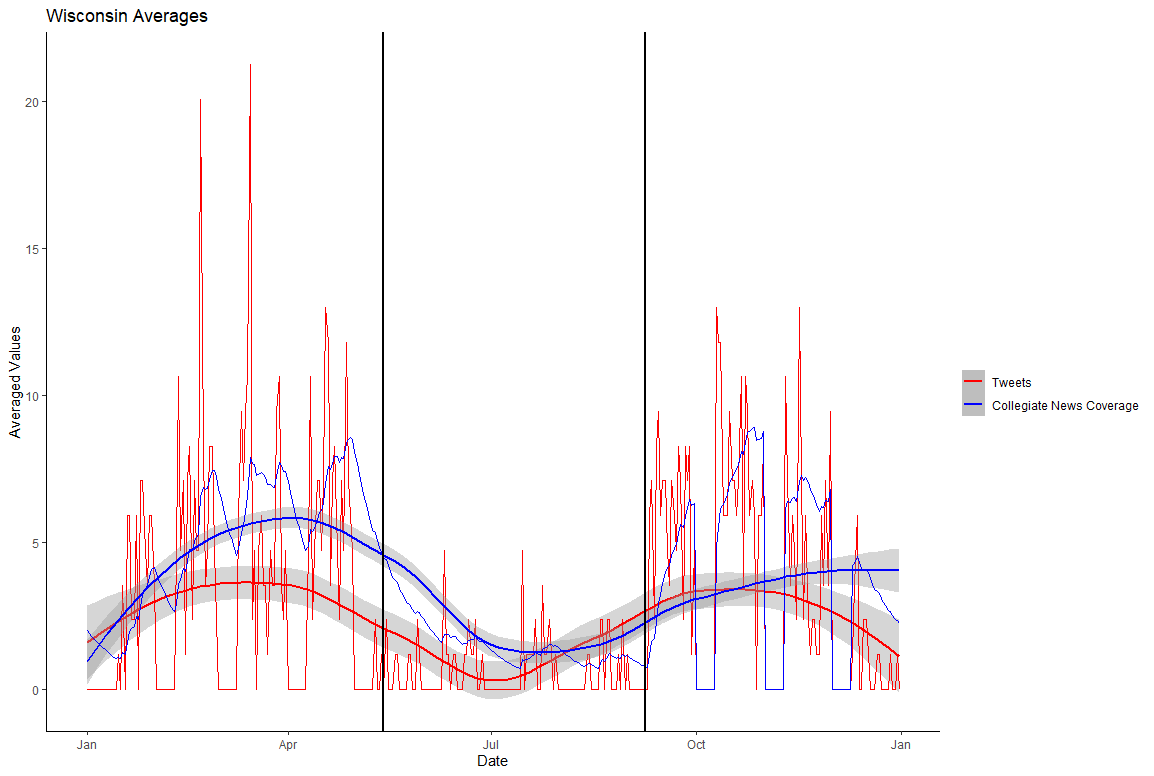 Wisconsin Averages
20
15
10
5
0
Averaged Values
Jan
Apr
Jul
Oct
Jan
Date
Tweets
Collegiate News Coverage